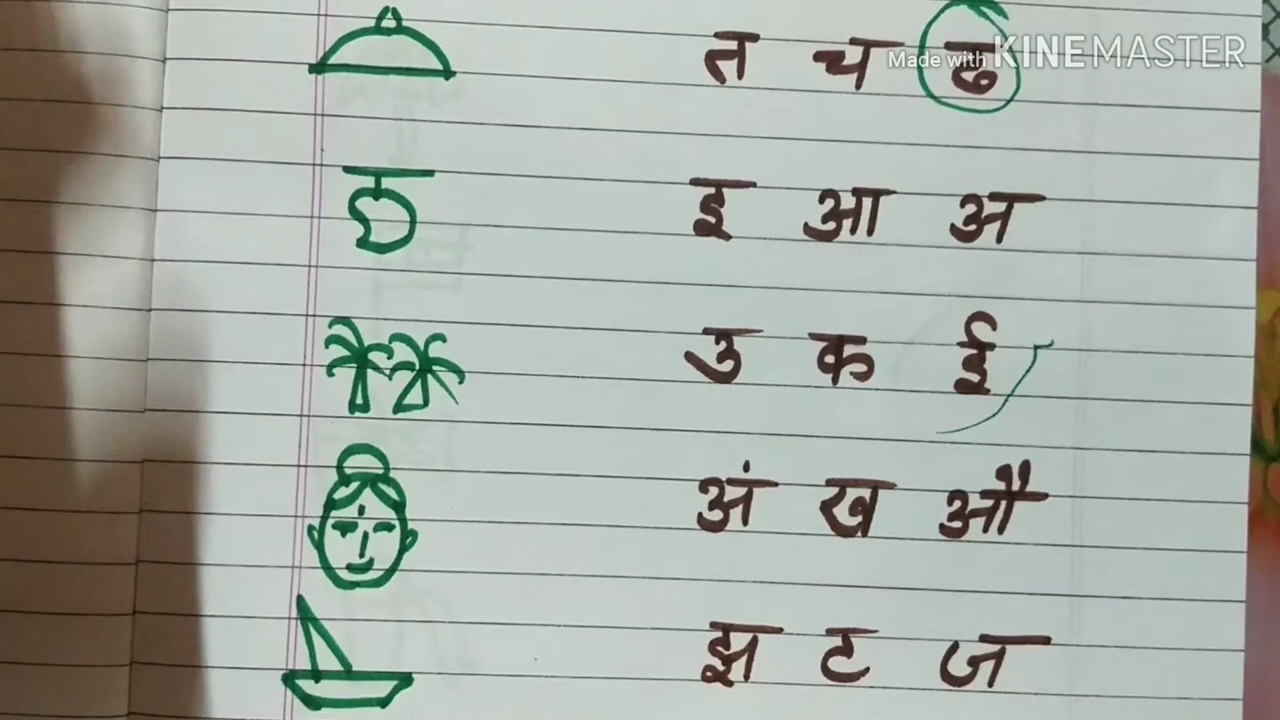 त च ढ
Made with KINEMASTER
इ आ अ
उ क ई
अं ख औ
झ ट ज